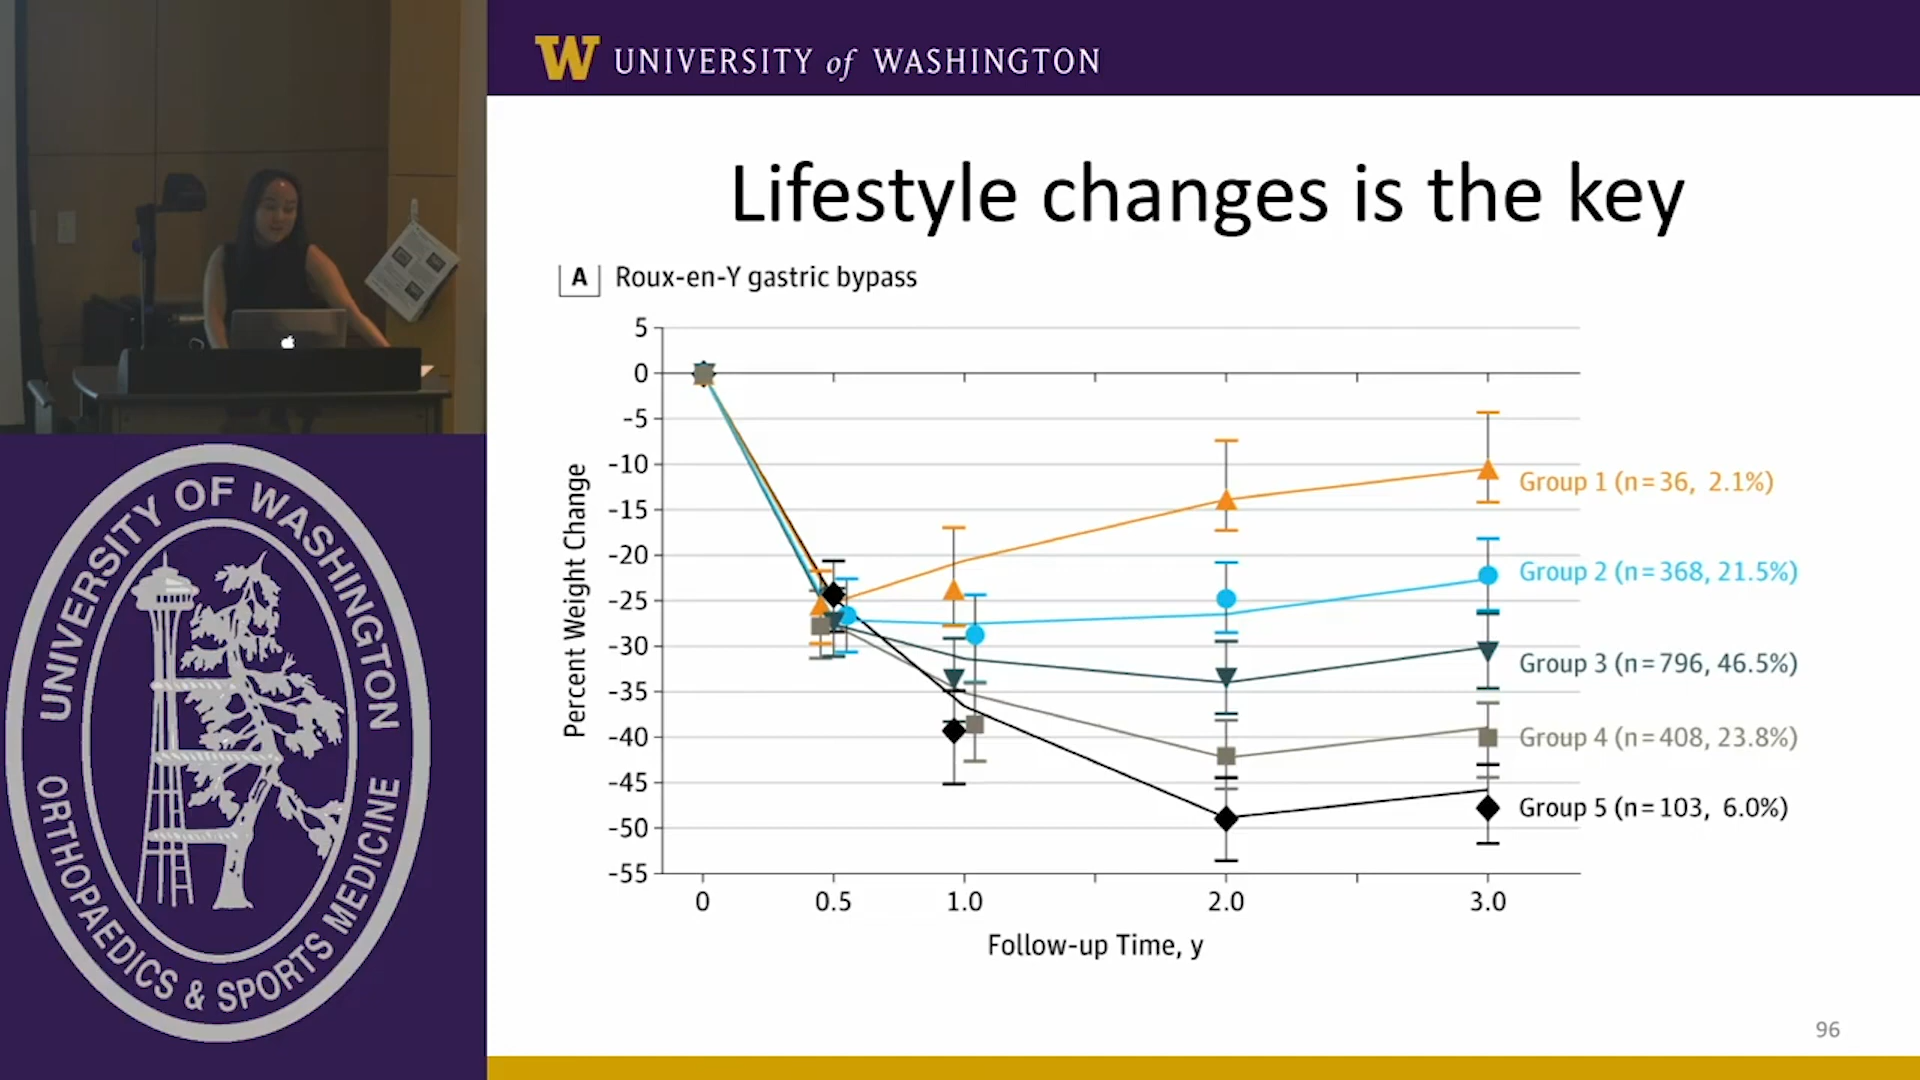 W UNIVERSITY of WASHINGTON
Lifestyle changes is the key
A Roux-en-Y gastric bypass
5
0
-5
-10
-15
-20
-25
-30
-35
-40
-45
-50
-55
Percent Weight Change
Group 1 (n=36, 2.1%)
Group 2 (n=368, 21.5%)
Group 3 (n=796, 46.5%)
Group 4 (n=408, 23.8%)
Group 5 (n=103, 6.0%)
0 0.5 1.0 2.0 3.0
Follow-up Time, y
96
UNIVERSITY OF WASHINGTON
ORTHOPAEDICS & SPORTS MEDICINE